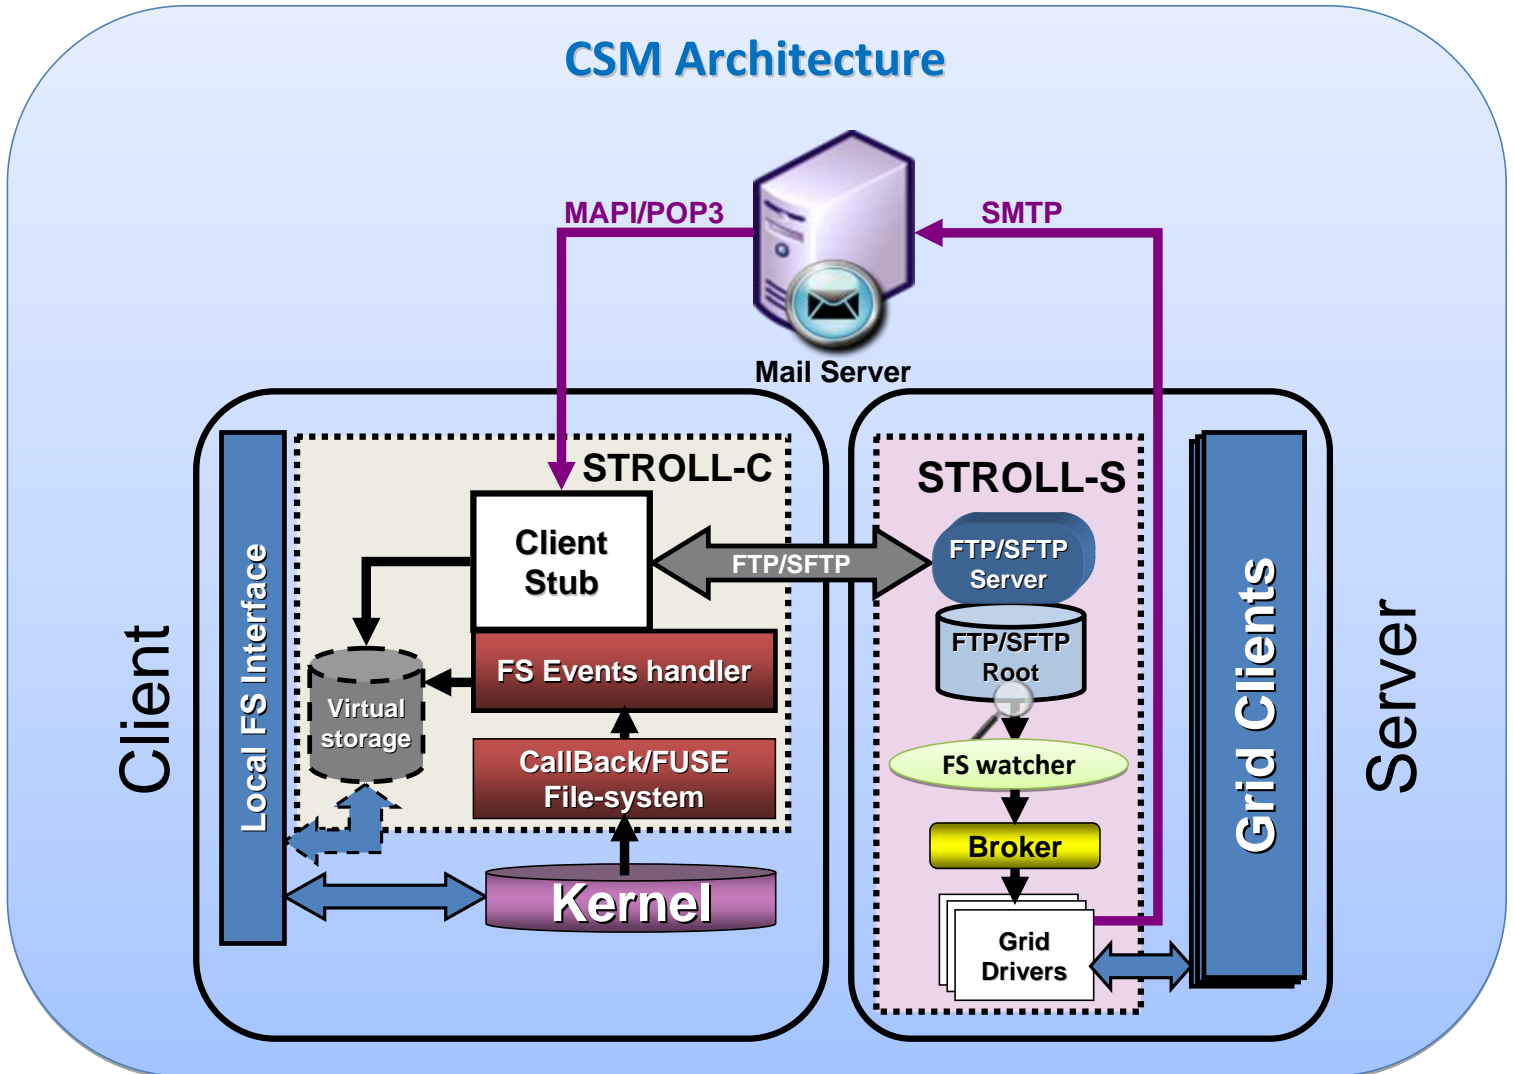 CSM Architecture
MAPI/POP3
SMTP
Mail Server
STROLL-C
STROLL-S
Client
Stub
FTP/SFTP
FTP/SFTP
Server
FTP/SFTP
Root
FS Events handler
Virtual
storage
CallBack/FUSE
File-system
FS watcher
Broker
Kernel
Grid
Drivers
Client
Local FS Interface
Grid Clients
Server